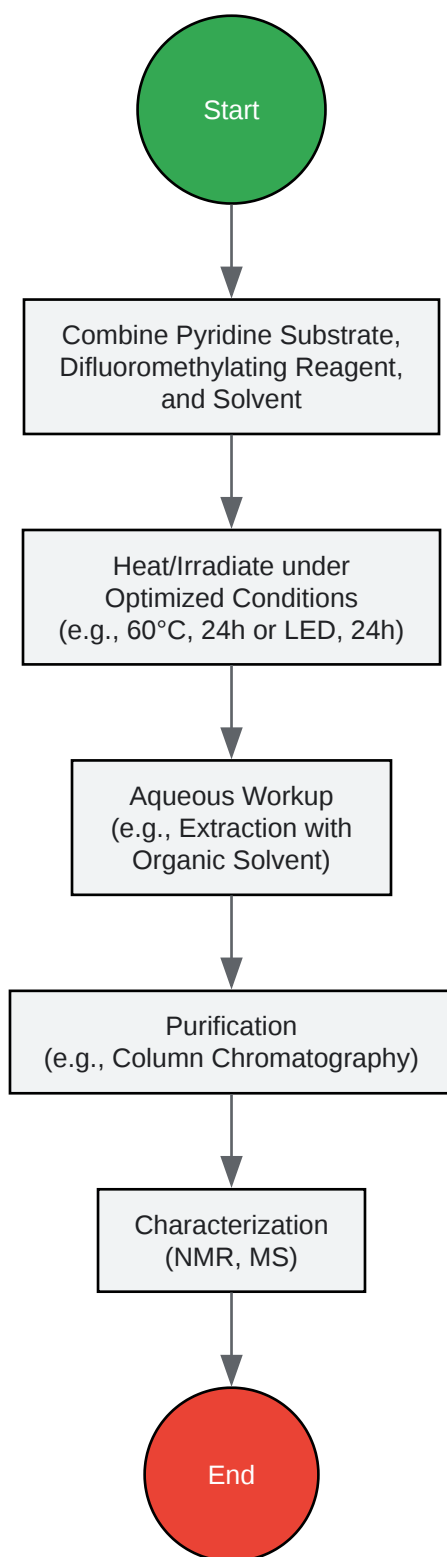 Start
Combine Pyridine Substrate,
Difluoromethylating Reagent,
and Solvent
Heat/Irradiate under
Optimized Conditions
(e.g., 60°C, 24h or LED, 24h)
Aqueous Workup
(e.g., Extraction with
Organic Solvent)
Purification
(e.g., Column Chromatography)
Characterization
(NMR, MS)
End